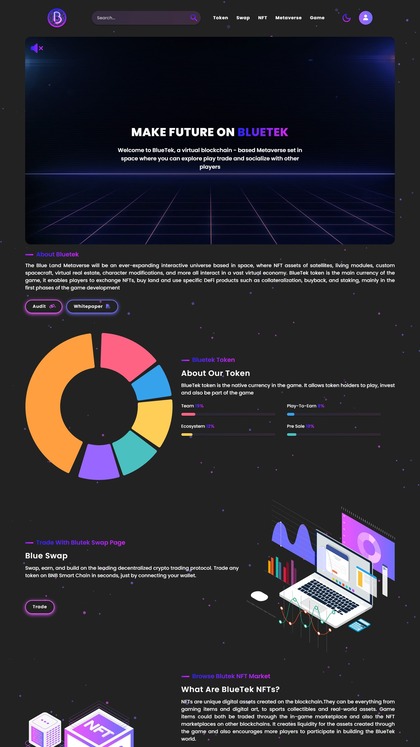 B
Search...
Token Swap NFT Metaverse Game
MAKE FUTURE ON BLUETEK
Welcome to BlueTek, a virtual blockchain - based Metaverse set in
space where you can explore play trade and socialize with other
players
About Bluetek
The Blue Land Metaverse will be an ever-expanding interactive universe based in space, where NFT assets of satellites, living modules, custom
spacecraft, virtual real estate, character modifications, and more all interact in a vast virtual economy. BlueTek token is the main currency of the
game, it enables players to exchange NFTs, buy land and use specific DeFi products such as collateralization, buyback, and staking, mainly in the
first phases of the game development
Audit
Whitepaper
Bluetek Token
About Our Token
BlueTek token is the native currency in the game. It allows token holders to play, invest
and also be part of the game
Team
Play-To-Earn
Ecosystem
Pre Sale
Trade With Blutek Swap Page
Blue Swap
Swap, earn, and build on the leading decentralized crypto trading protocol. Trade any
token on BNB Smart Chain in seconds, just by connecting your wallet.
Trade
Browse Blutek NFT Market
What Are BlueTek NFTs?
NFTs are unique digital assets created on the blockchain.They can be everything from
gaming items and digital art, to sports collectibles and real-world assets. Game
items could both be traded through the in-game marketplace and also the NFT
marketplaces on other blockchains. It creates liquidity for the assets created through
the game and also encourages more players to participate in building the BlueTek
world.
NFT